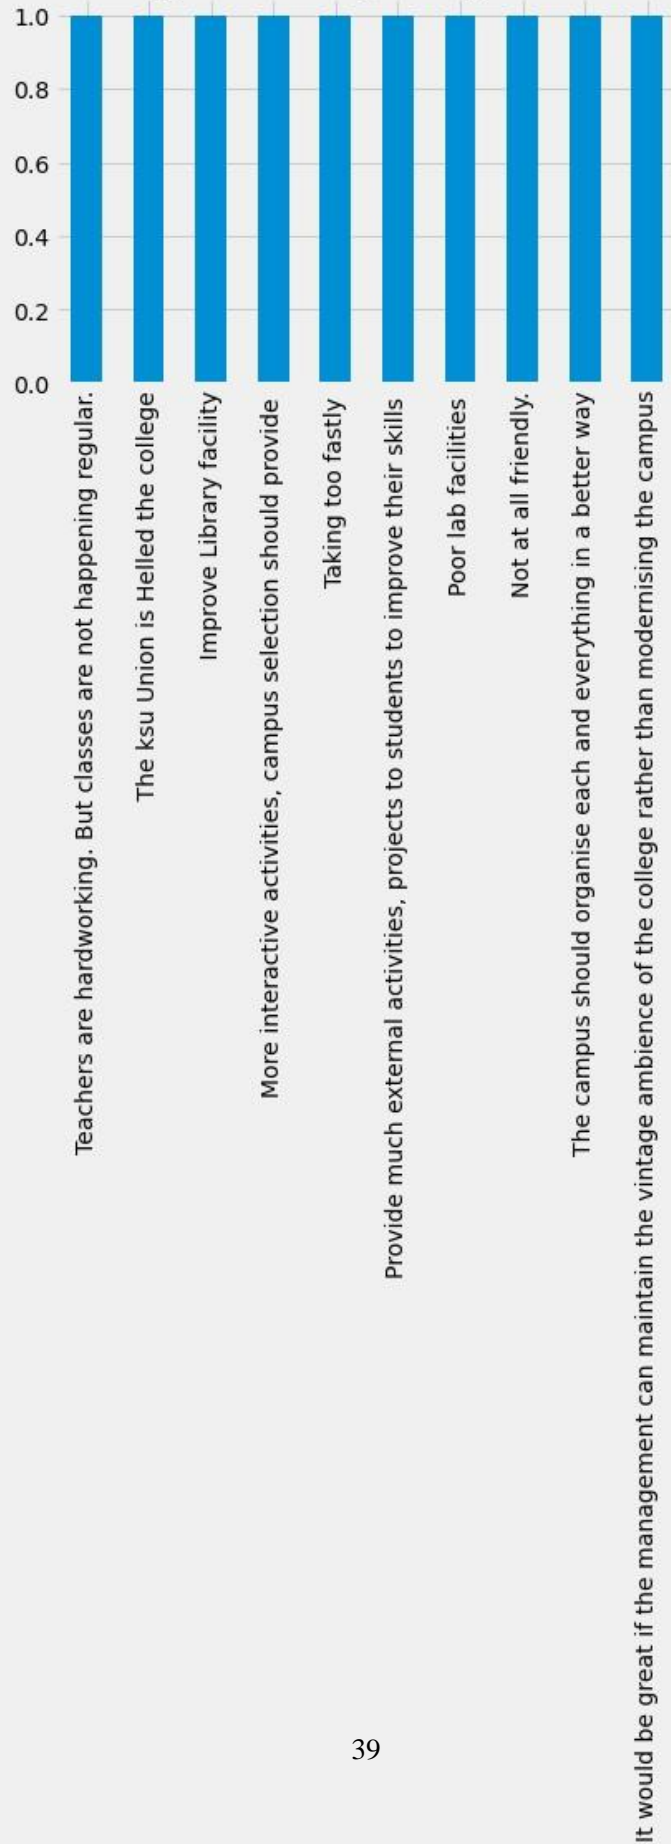 1.0
0.8
0.6
0.4
0.2
0.0
Teachers are hardworking. But classes are not happening regular.
The ksu Union is Helled the college
Improve Library facility
More interactive activities, campus selection should provide
Taking too fastly
Provide much external activities, projects to students to improve their skills
Poor lab facilities
Not at all friendly.
The campus should organise each and everything in a better way
It would be great if the management can maintain the vintage ambience of the college rather than modernising the campus
39